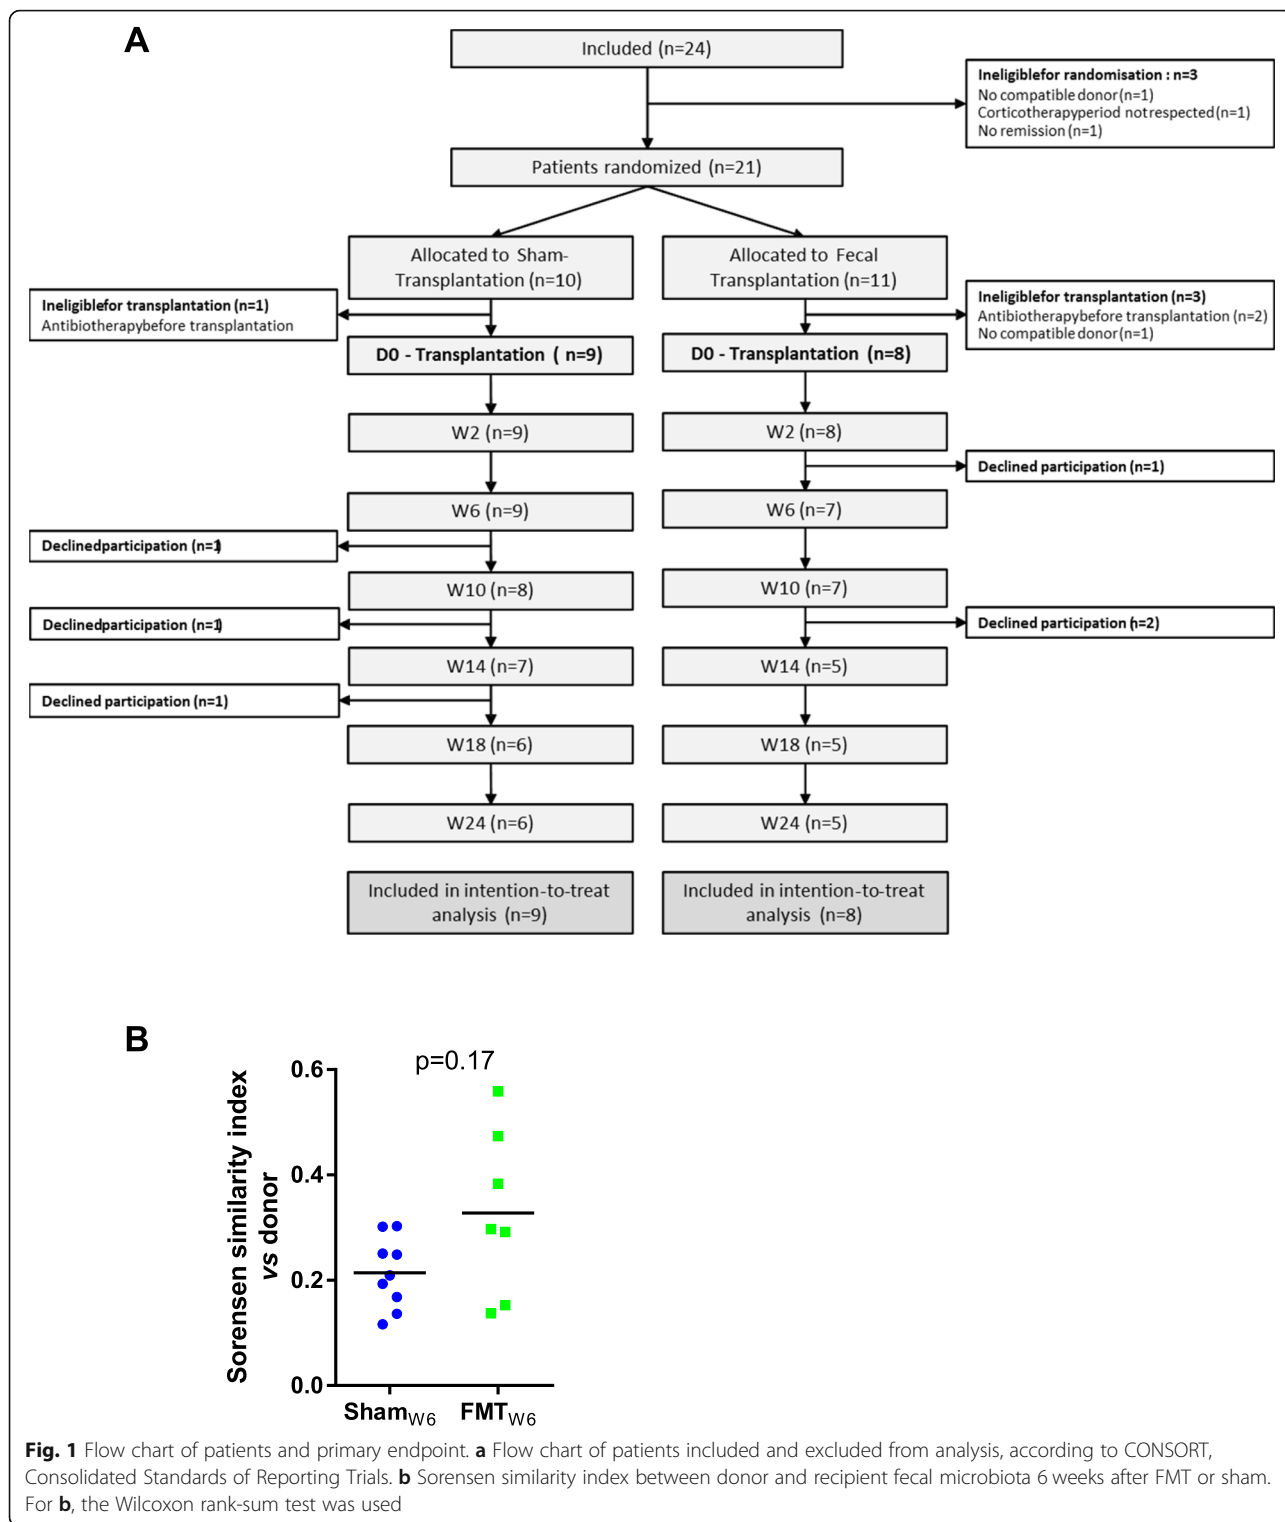 A
Included (n=24)
Ineligiblefor randomisation : n=3
No compatible donor(n=1)
Corticotherapyperiod notrespected(n=1)
No remission (n=1)
Patients randomized (n=21)
Allocated to Sham-
Transplantation (n=10)
Allocated to Fecal
Transplantation (n=11)
Ineligiblefor transplantation (n=1)
Antibiotherapybefore transplantation
Ineligiblefor transplantation (n=3)
Antibiotherapybefore transplantation (n=2)
No compatible donor(n=1)
D0 - Transplantation ( n=9)
D0 - Transplantation (n=8)
W2 (n=9)
W2 (n=8)
Declined participation (n=1)
W6 (n=9)
W6 (n=7)
Declinedparticipation (n=1)
W10 (n=8)
W10 (n=7)
Declinedparticipation (n=1)
Declined participation (n=2)
W14 (n=7)
W14 (n=5)
Declined participation (n=1)
W18 (n=6)
W18 (n=5)
W24 (n=6)
W24 (n=5)
Included in intention-to-treat
analysis (n=9)
Included in intention-to-treat
analysis (n=8)
B
p=0.17
Sorensen similarity index
vs donor
0.6
0.4
0.2
0.0
ShamW6
FMTW6
Fig. 1 Flow chart of patients and primary endpoint. a Flow chart of patients included and excluded from analysis, according to CONSORT,
Consolidated Standards of Reporting Trials. b Sorensen similarity index between donor and recipient fecal microbiota 6 weeks after FMT or sham.
For b, the Wilcoxon rank-sum test was used